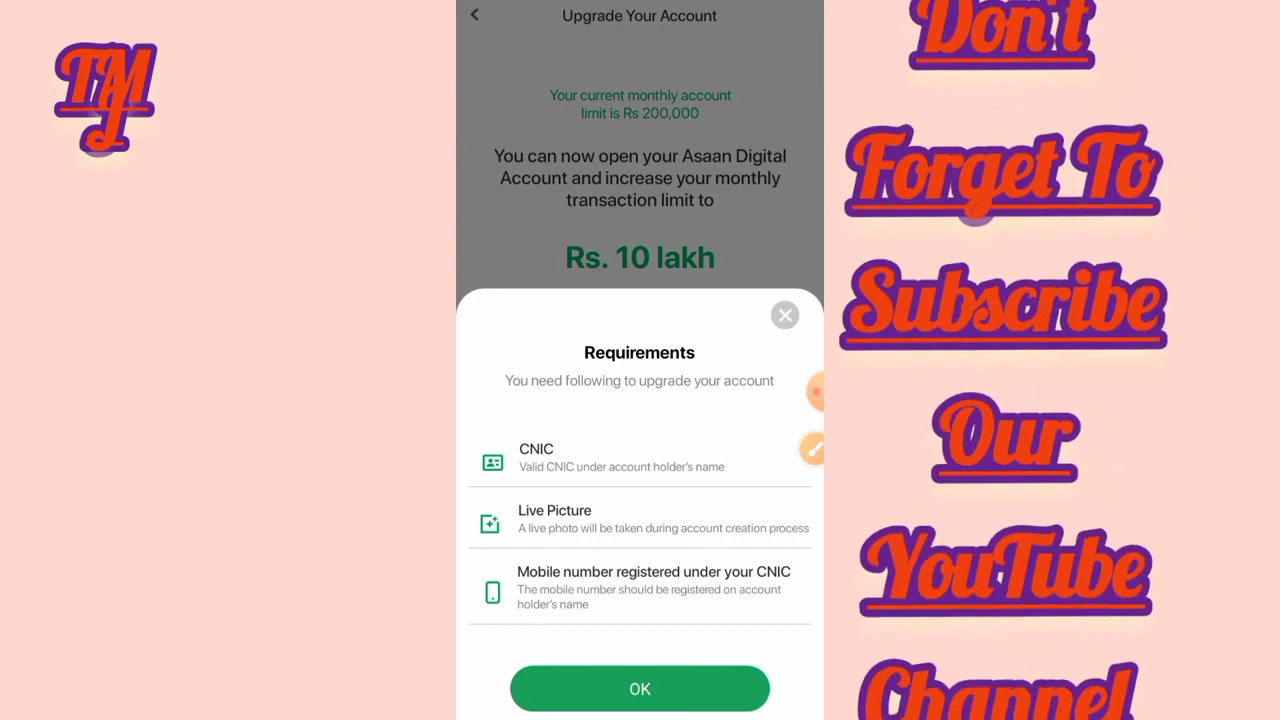 TMJ
Upgrade Your Account
Your current monthly account
limit is Rs 200,000
You can now open your Asaan Digital
Account and increase your monthly
transaction limit to
Rs. 10 lakh
Requirements
You need following to upgrade your account
CNIC
Valid CNIC under account holder's name
Live Picture
A live photo will be taken during account creation process
Mobile number registered under your CNIC
The mobile number should be registered on account
holder's name
OK
Don't
Forget To
Subscribe
Our
YouTube
Channel